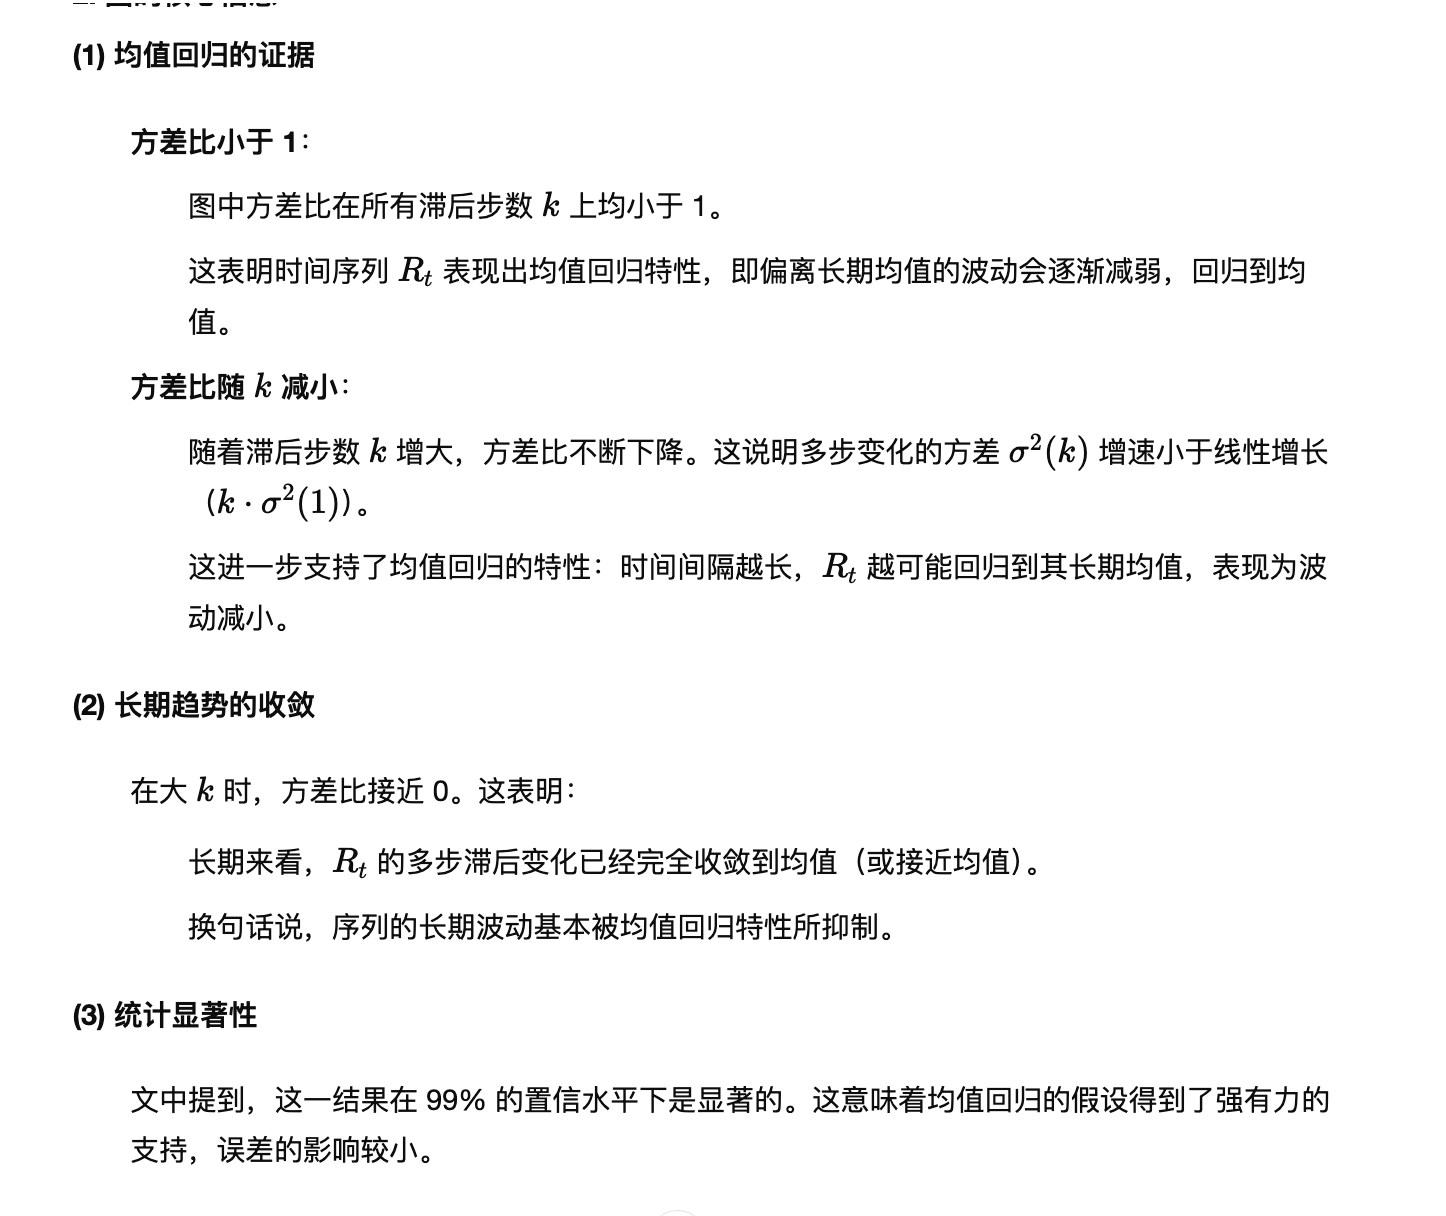 (1) 均值回归的证据
方差比小于 1：
图中方差比在所有滞后步数 k 上均小于 1。
这表明时间序列 Rₜ 表现出均值回归特性，即偏离长期均值的波动会逐渐减弱，回归到均
值。
方差比随 k 减小：
随着滞后步数 k 增大，方差比不断下降。这说明多步变化的方差 σ²(k) 增速小于线性增长
（k · σ²(1)）。
这进一步支持了均值回归的特性：时间间隔越长，Rₜ 越可能回归到其长期均值，表现为波
动减小。
(2) 长期趋势的收敛
在大 k 时，方差比接近 0。这表明：
长期来看，Rₜ 的多步滞后变化已经完全收敛到均值（或接近均值）。
换句话说，序列的长期波动基本被均值回归特性所抑制。
(3) 统计显著性
文中提到，这一结果在 99% 的置信水平下是显著的。这意味着均值回归的假设得到了强有力的
支持，误差的影响较小。